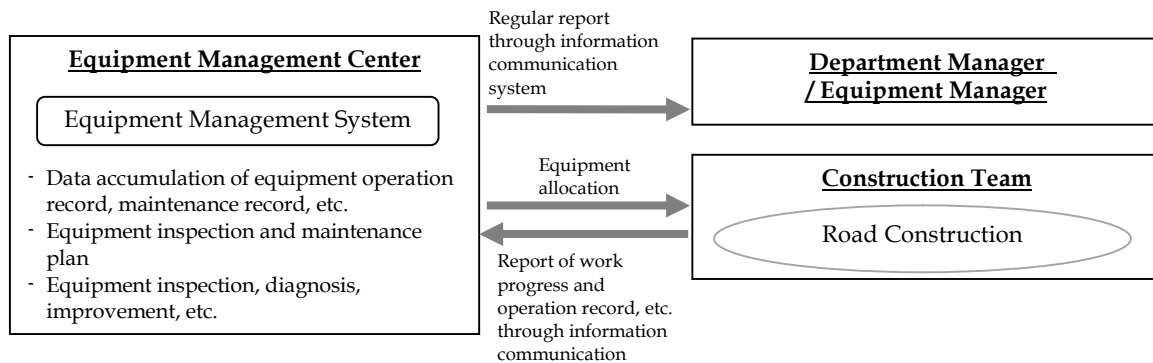 Equipment Management Center
Equipment Management System
- Data accumulation of equipment operation
record, maintenance record, etc.
- Equipment inspection and maintenance
plan
- Equipment inspection, diagnosis,
improvement, etc.
Regular report
through information
communication
system
Department Manager
/ Equipment Manager
Equipment
allocation
Construction Team
Road Construction
Report of work
progress and
operation record, etc.
through information
communication